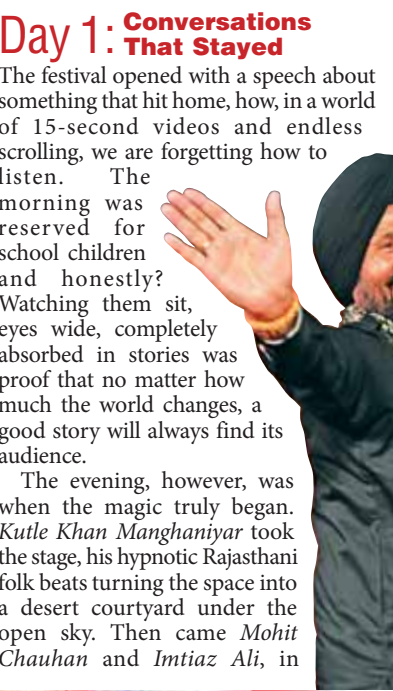 Day 1: Conversations
That Stayed
The festival opened with a speech about
something that hit home, how, in a world
of 15-second videos and endless
scrolling, we are forgetting how to
listen. The
morning was
reserved for
school children
and honestly?
Watching them sit,
eyes wide, completely
absorbed in stories was
proof that no matter how
much the world changes, a
good story will always find its
audience.
The evening, however, was
when the magic truly began.
Kutle Khan Manghaniyar took
the stage, his hypnotic Rajasthani
folk beats turning the space into
a desert courtyard under the
open sky. Then came Mohit
Chauhan and Imtiaz Ali, in